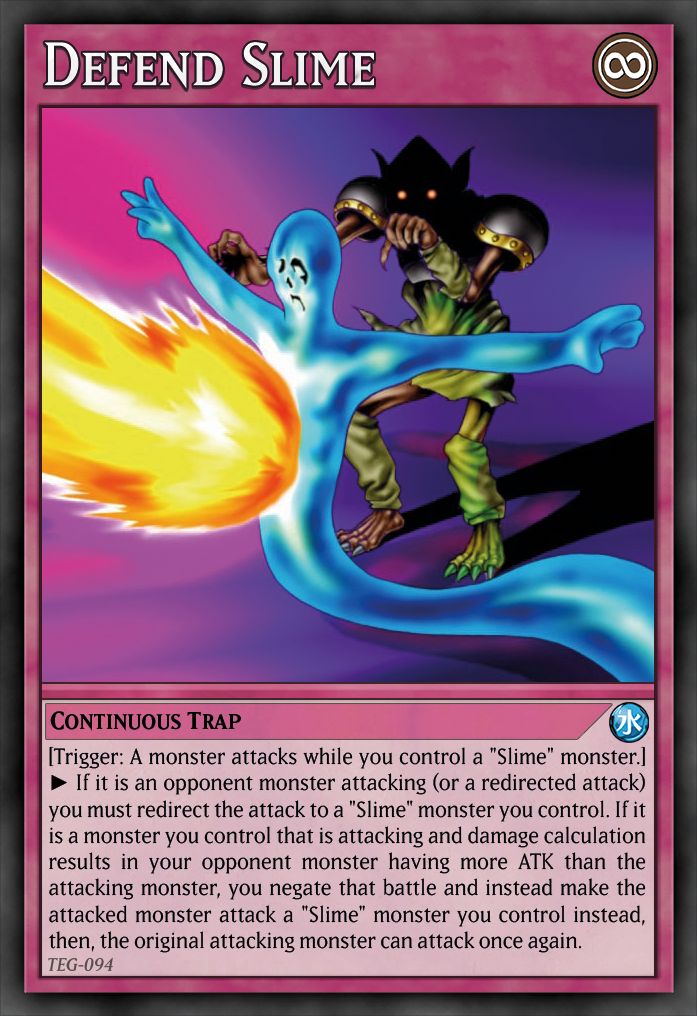 Defend Slime
Continuous Trap
水
[Trigger: A monster attacks while you control a "Slime" monster.]
► If it is an opponent monster attacking (or a redirected attack)
you must redirect the attack to a "Slime" monster you control. If it
is a monster you control that is attacking and damage calculation
results in your opponent monster having more ATK than the
attacking monster, you negate that battle and instead make the
attacked monster attack a "Slime" monster you control instead,
then, the original attacking monster can attack once again.
TEG-094